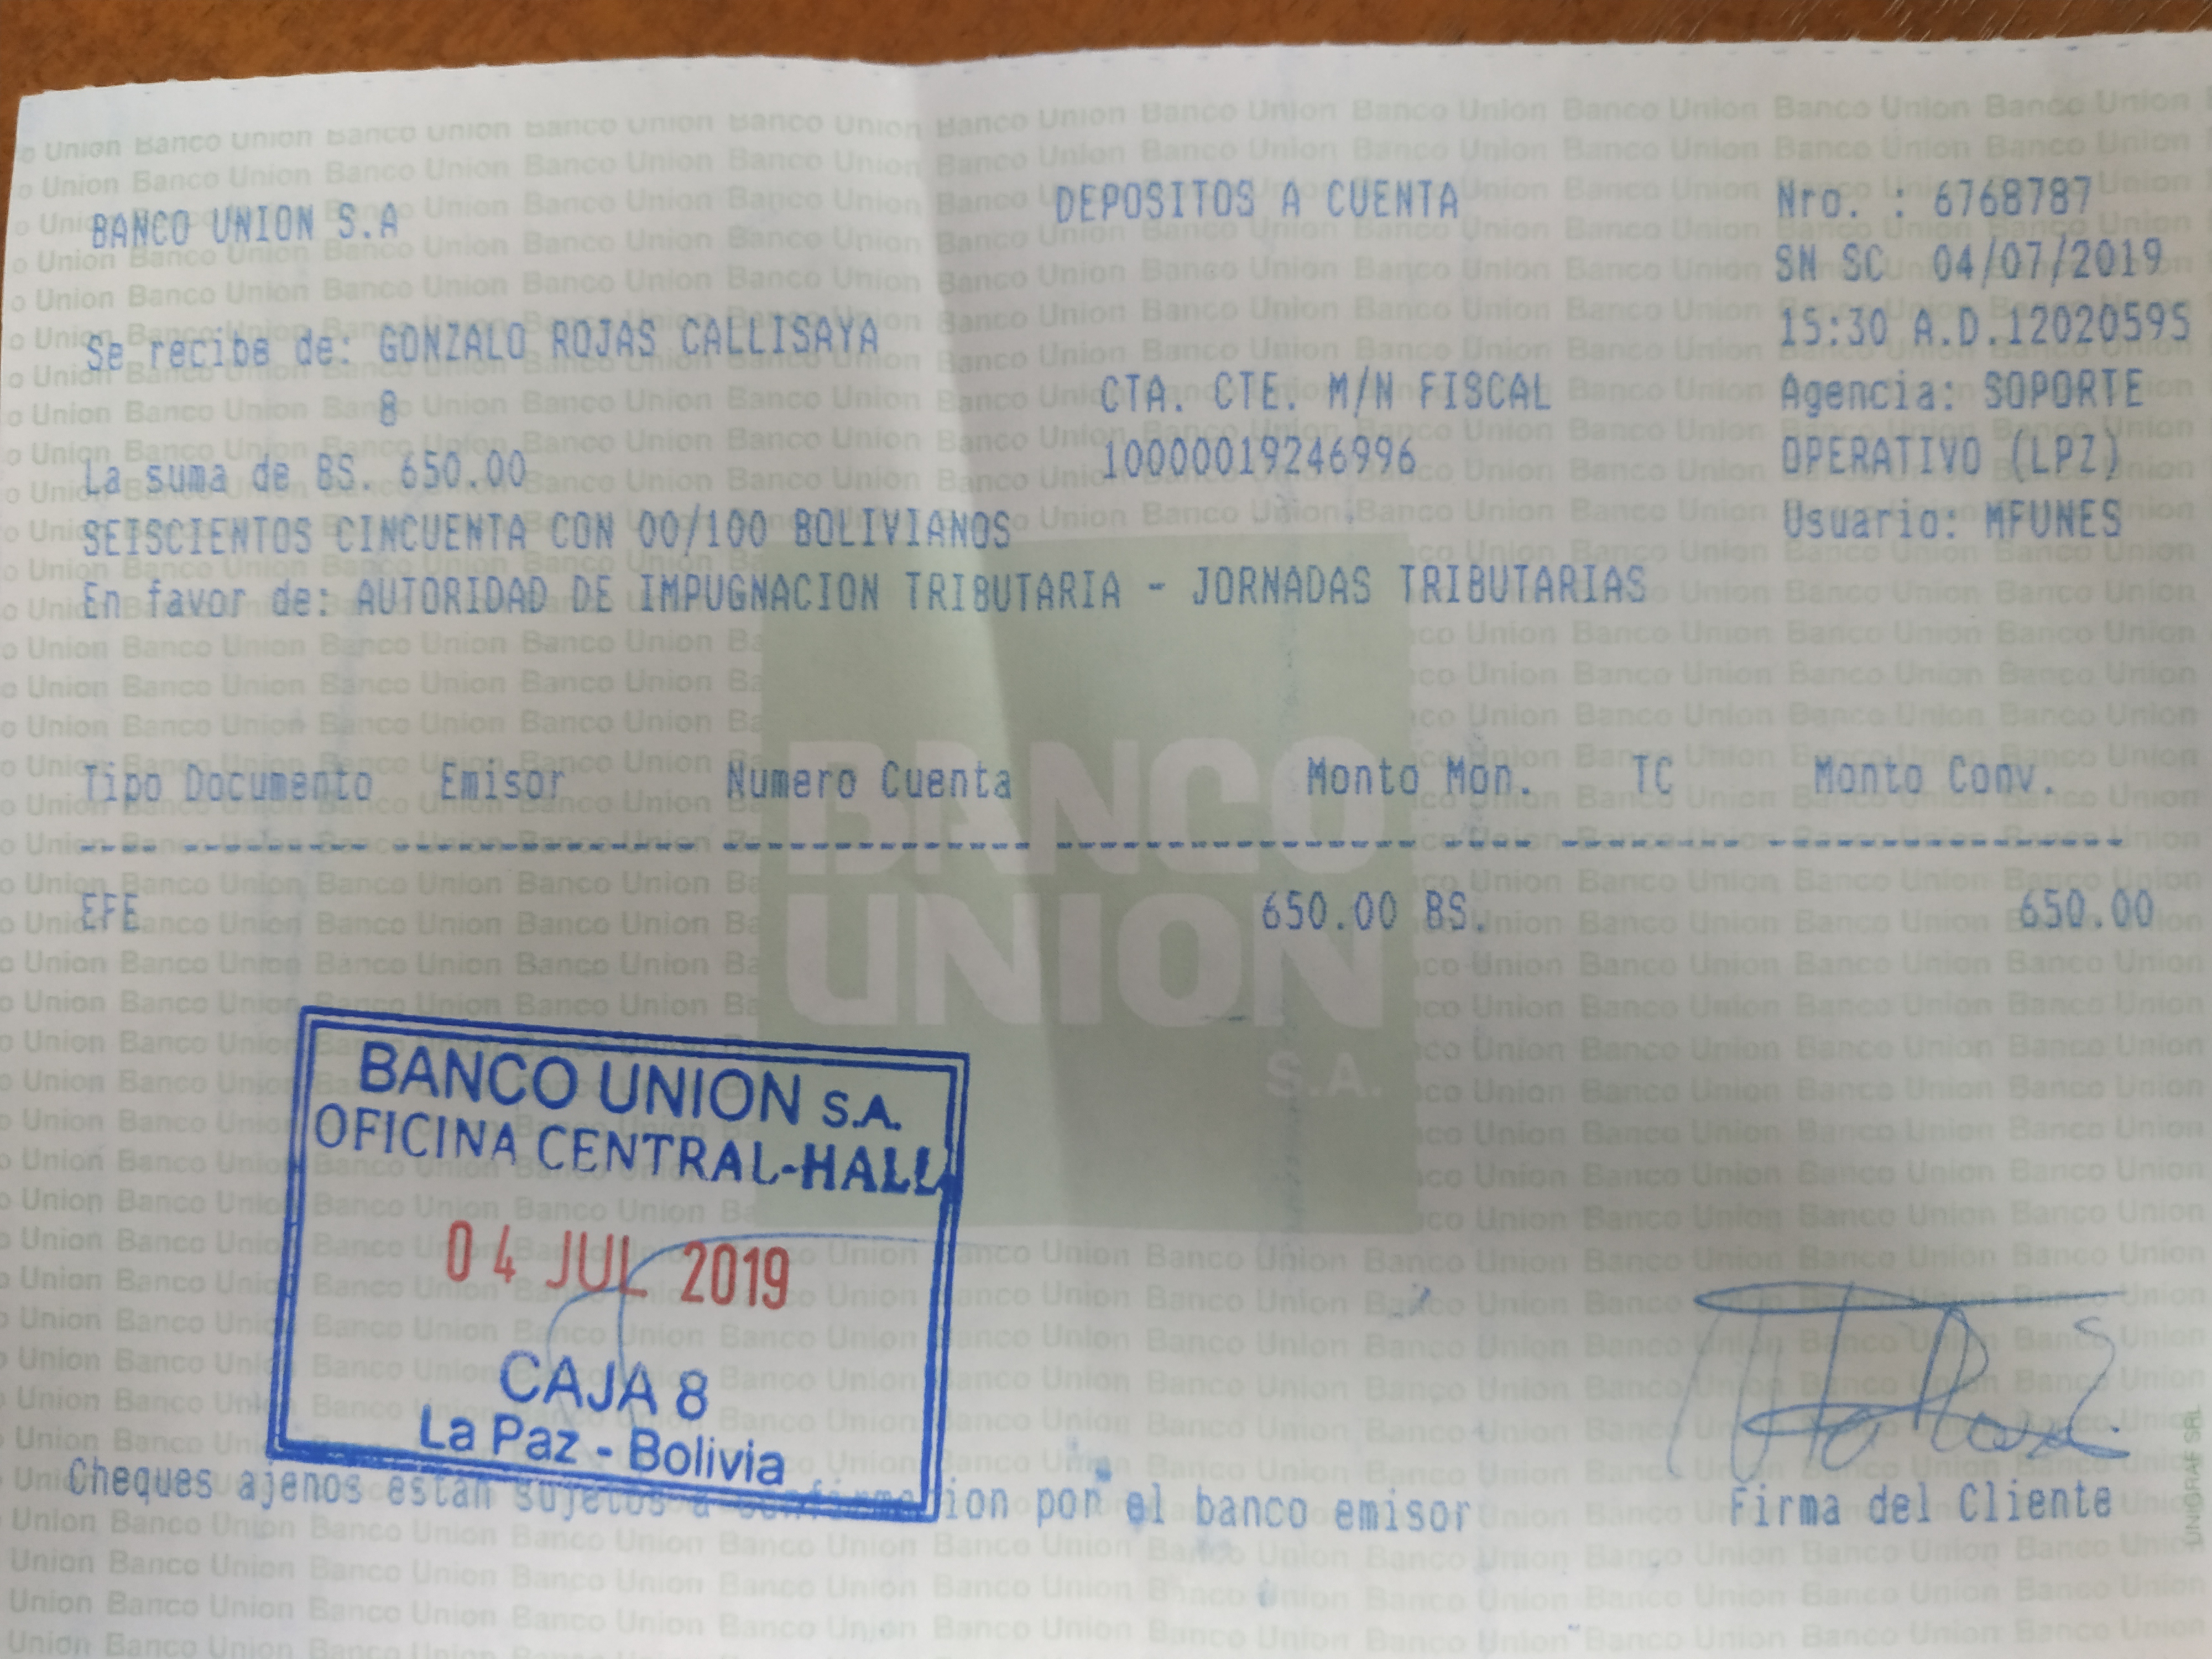 BANCO UNION S.A DEPOSITOS A CUENTA Nro. : 67687787
SN SC 04/07/2019
Se recibe de: GONZALO ROJAS CALLISAYA 15:30 A.D.12020595
8 CTA. CTE. M/N FISCAL Agencia: SOPORTE
La suma de BS. 650.00 10000019246996 OPERATIVO (LPZ)
SEISCIENTOS CINCUENTA CON 00/100 BOLIVIANOS Usuario: MFUNES
En favor de: AUTORIDAD DE IMPUGNACION TRIBUTARIA - JORNADAS TRIBUTARIAS
Tipo Documento Emisor Numero Cuenta Monto Mon. TC Monto Conv.
EFE 650.00 BS. 650.00
BANCO UNION S.A.
BANCO UNION S.A.
OFICINA CENTRAL-HALL
04 JUL 2019
CAJA 8
La Paz - Bolivia
Cheques ajenos estan sujetos a por el banco emisor Firma del Cliente
UNIGRAF SRL